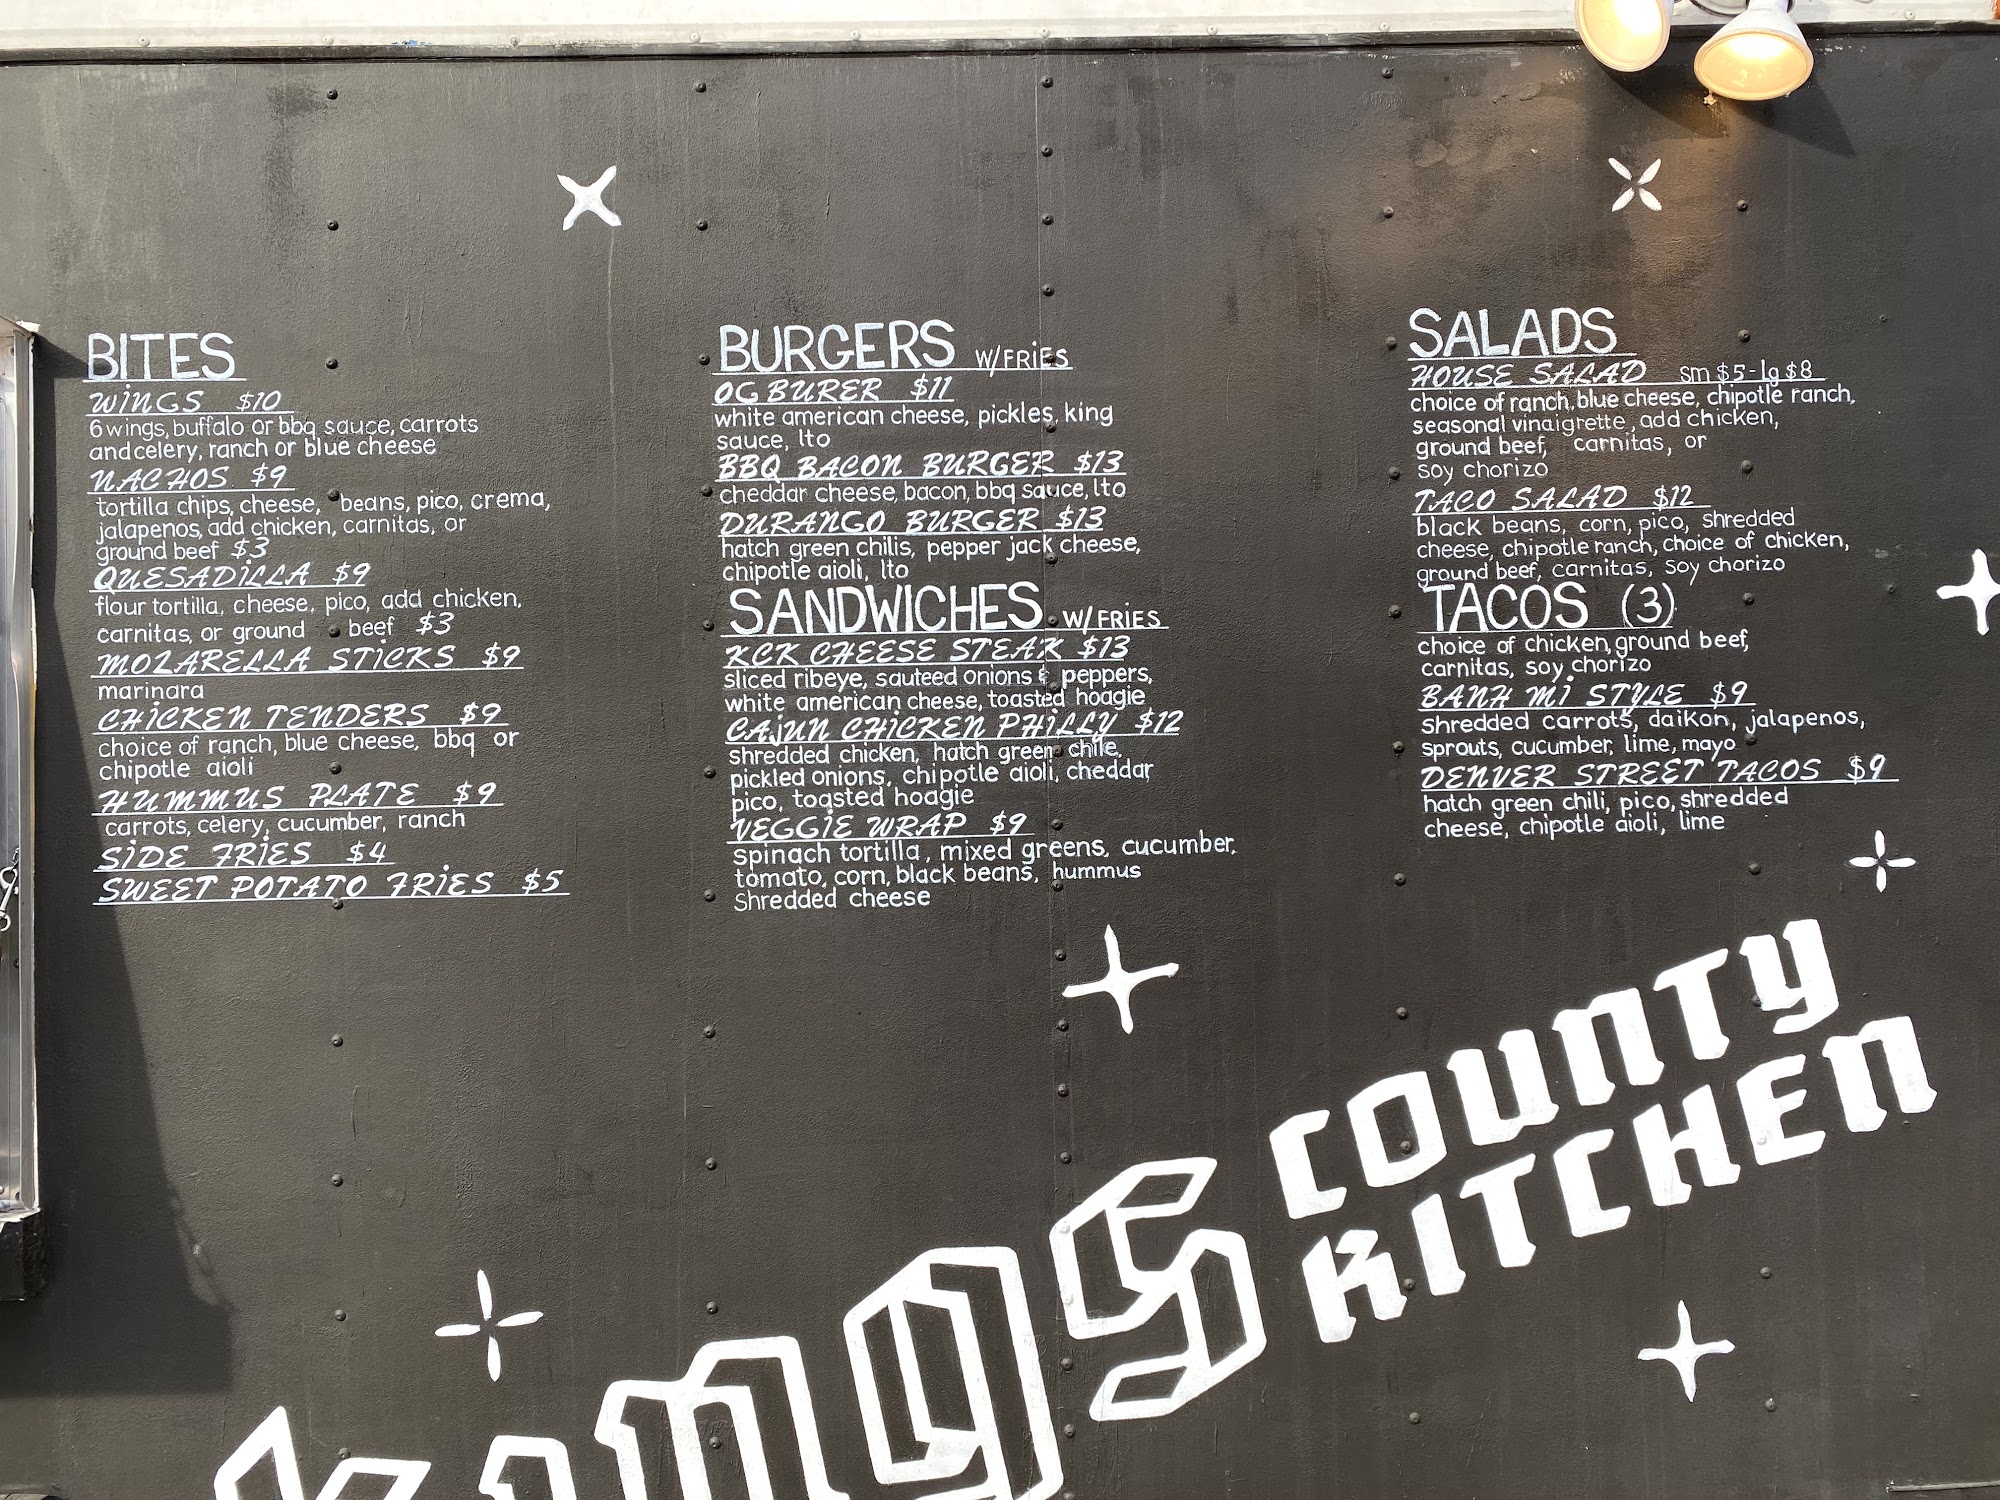 BITES
WINGS $10
6 wings, buffalo or bbq sauce, carrots
and celery, ranch or blue cheese
NACHOS $9
tortilla chips, cheese, beans, pico, crema,
jalapenos, add chicken, carnitas, or
ground beef $3
QUESADILLA $9
flour tortilla, cheese, pico, add chicken,
carnitas, or ground beef $3
MOZARELLA STICKS $9
marinara
CHICKEN TENDERS $9
choice of ranch, blue cheese, bbq or
chipotle aioli
HUMMUS PLATE $9
carrots, celery, cucumber, ranch
SIDE FRIES $4
SWEET POTATO FRIES $5
BURGERS W/FRIES
OG BURER $11
white american cheese, pickles, king
sauce, lto
BBQ BACON BURGER $13
cheddar cheese, bacon, bbq sauce, lto
DURANGO BURGER $13
hatch green chilis, pepper jack cheese,
chipotle aioli, lto
SANDWICHES W/FRIES
KCK CHEESE STEAK $13
sliced ribeye, sauteed onions & peppers,
white american cheese, toasted hoagie
CAJUN CHICKEN PHILLY $12
shredded chicken, hatch green chile,
pickled onions, chipotle aioli, cheddar
pico, toasted hoagie
VEGGIE WRAP $9
spinach tortilla, mixed greens, cucumber,
tomato, corn, black beans, hummus
Shredded cheese
SALADS
HOUSE SALAD sm $5 - lg $8
choice of ranch, blue cheese, chipotle ranch,
seasonal vinaigrette, add chicken,
ground beef, carnitas, or
soy chorizo
TACO SALAD $12
black beans, corn, pico, shredded
cheese, chipotle ranch, choice of chicken,
ground beef, carnitas, soy chorizo
TACOS (3)
choice of chicken, ground beef,
carnitas, soy chorizo
BANH MI STYLE $9
shredded carrots, daikon, jalapenos,
sprouts, cucumber, lime, mayo
DENVER STREET TACOS $9
hatch green chili, pico, shredded
cheese, chipotle aioli, lime
kings
COUNTY
KITCHEN